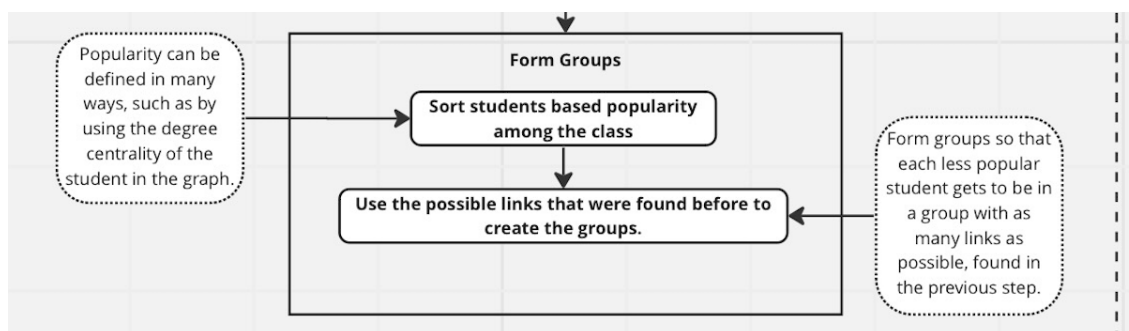 Popularity can be
defined in many
ways, such as by
using the degree
centrality of the
student in the graph.
Form Groups
Sort students based popularity
among the class
Use the possible links that were found before to
create the groups.
Form groups so that
each less popular
student gets to be in
a group with as
many links as
possible, found in
the previous step.